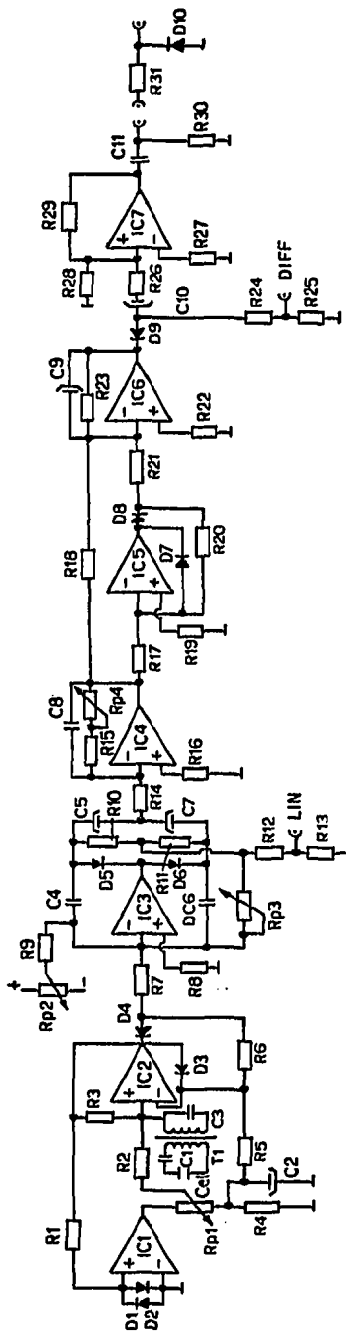 R1
D1
D2
IC1
+
−
Rp1
Cell
R2
R3
C1
T1
C3
R4
C2
IC2
+
−
D3
D4
R5
R6
Rp2
+
−
R9
R7
R8
C4
IC3
−
+
D5
D6
R10
R11
C5
C7
DC6
Rp3
R12
LIN
R13
R14
C8
R15
Rp4
IC4
−
+
R16
R17
R18
IC5
−
+
R19
D7
D8
R20
R21
C9
R23
IC6
−
+
R22
D9
C10
R24
DIFF
R25
R26
R28
R29
IC7
+
−
R27
C11
R30
R31
D10